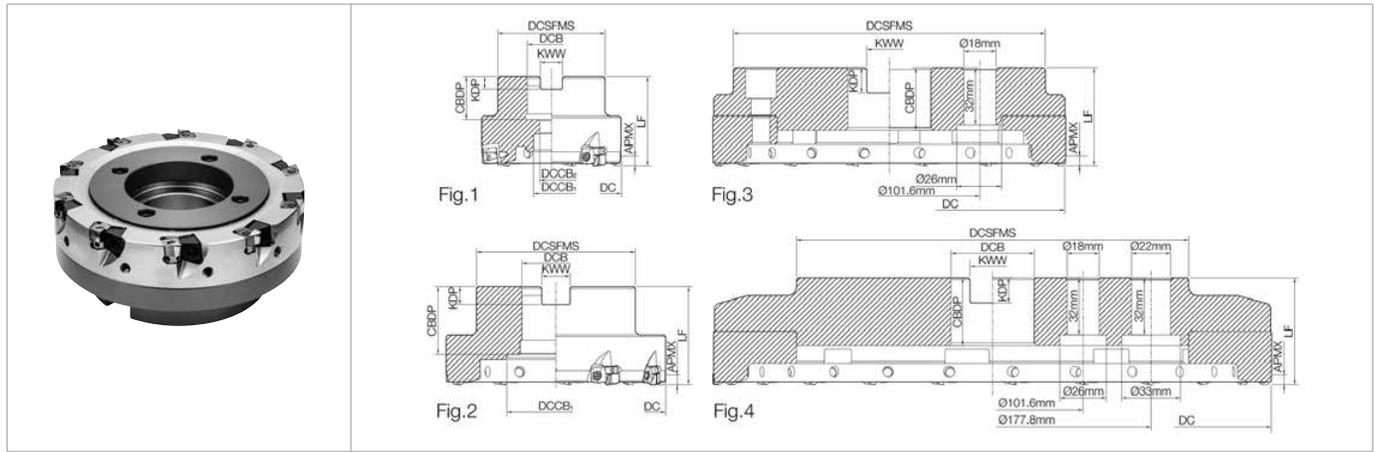 DCSFMS
DCB
KWW
CBDP
KDP
LF
APMX
DCCB₂
DCCB₁
DC
Fig.1
DCSFMS
KWW
Ø18mm
KDP
CBDP
32mm
LF
APMX
Ø26mm
Ø101.6mm
DC
Fig.3
DCSFMS
DCB
KWW
CBDP
KDP
LF
APMX
DCCB₁
DC
Fig.2
DCSFMS
DCB
Ø18mm
Ø22mm
KWW
CBDP
KDP
32mm
32mm
LF
APMX
Ø26mm
Ø33mm
Ø101.6mm
Ø177.8mm
DC
Fig.4